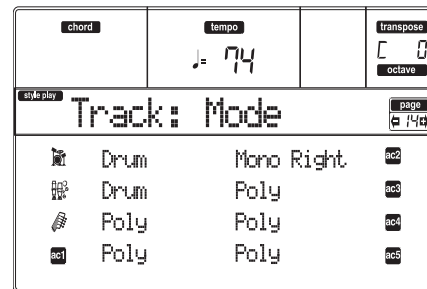 chord tempo transpose
♩= 74 C 0
octave
style play Track: Mode page
14
Drum Mono Right ac2
Drum Poly ac3
Poly Poly ac4
ac1 Poly Poly ac5